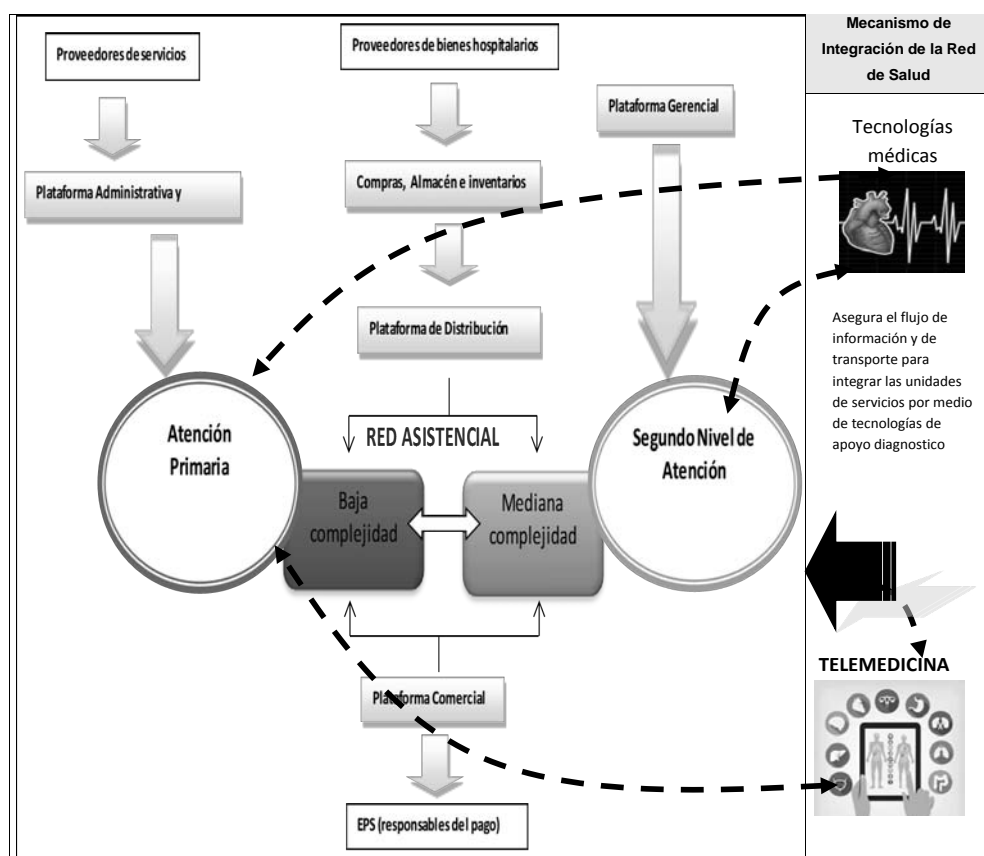 Proveedores de servicios
Proveedores de bienes hospitalarios
Mecanismo de
Integración de la Red
de Salud
Plataforma Gerencial
Tecnologías
médicas
Plataforma Administrativa y
Compras, Almacén e inventarios
Plataforma de Distribución
Asegura el flujo de
información y de
transporte para
integrar las unidades
de servicios por medio
de tecnologías de
apoyo diagnostico
Atención
Primaria
RED ASISTENCIAL
Segundo Nivel de
Atención
Baja
complejidad
Mediana
complejidad
TELEMEDICINA
Plataforma Comercial
EPS (responsables del pago)